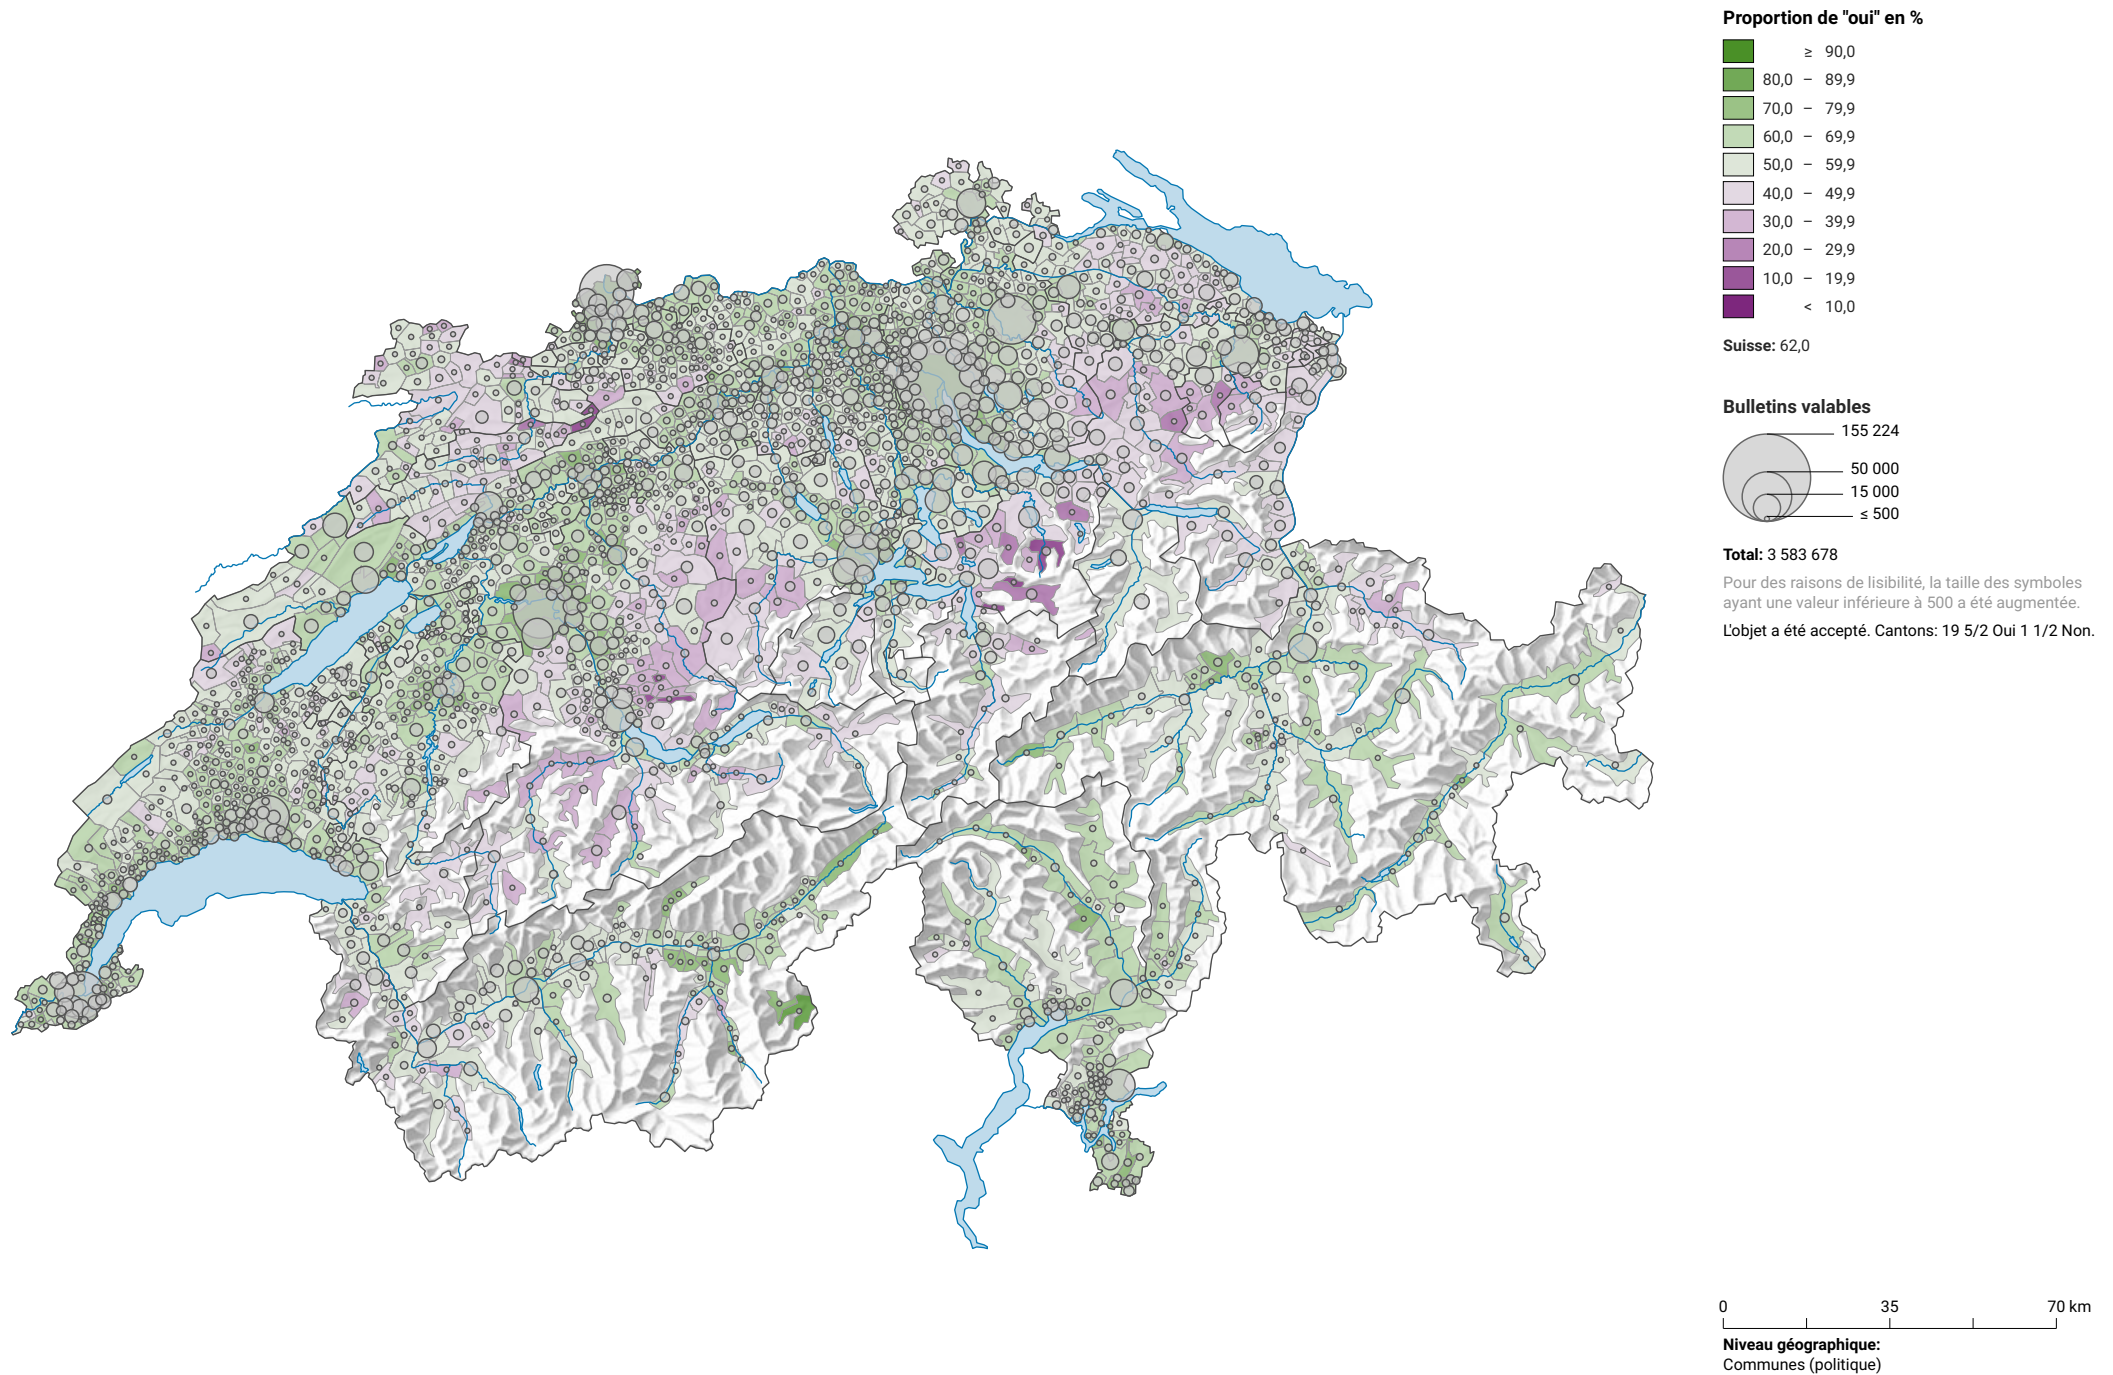 Proportion de "oui" en %
≥ 90,0
80,0 – 89,9
70,0 – 79,9
60,0 – 69,9
50,0 – 59,9
40,0 – 49,9
30,0 – 39,9
20,0 – 29,9
10,0 – 19,9
< 10,0
Suisse: 62,0
Bulletins valables
155 224
50 000
15 000
≤ 500
Total: 3 583 678
Pour des raisons de lisibilité, la taille des symboles
ayant une valeur inférieure à 500 a été augmentée.
L'objet a été accepté. Cantons: 19 5/2 Oui 1 1/2 Non.
0 35 70 km
Niveau géographique:
Communes (politique)